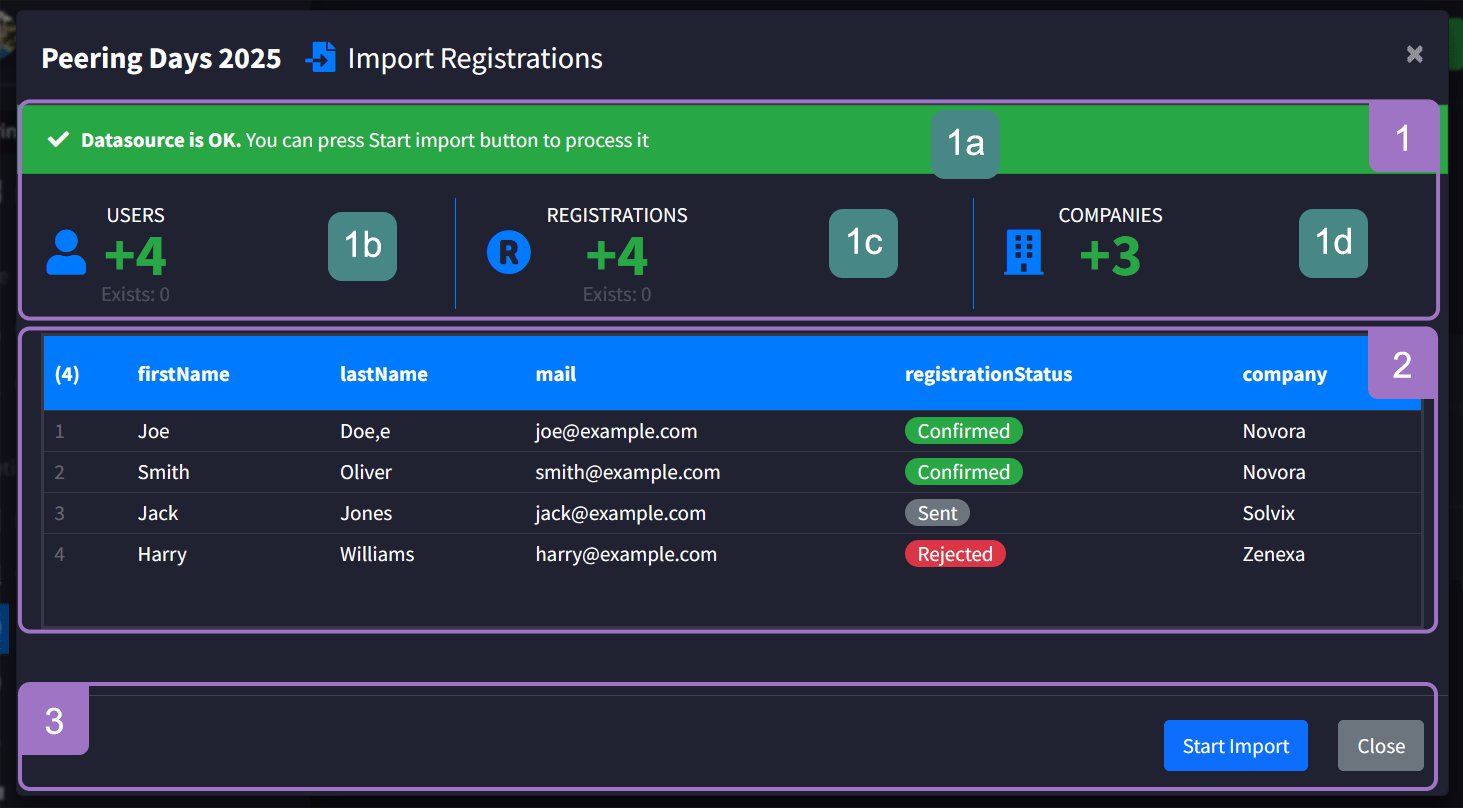 Peering Days 2025 Import Registrations ×
1
Datasource is OK. You can press Start import button to process it 1a
USERS
+4
Exists: 0
1b
R
REGISTRATIONS
+4
Exists: 0
1c
COMPANIES
+3
1d
2
(4) firstName lastName mail registrationStatus company
1 Joe Doe,e joe@example.com Confirmed Novora
2 Smith Oliver smith@example.com Confirmed Novora
3 Jack Jones jack@example.com Sent Solvix
4 Harry Williams harry@example.com Rejected Zenexa
3
Start Import Close